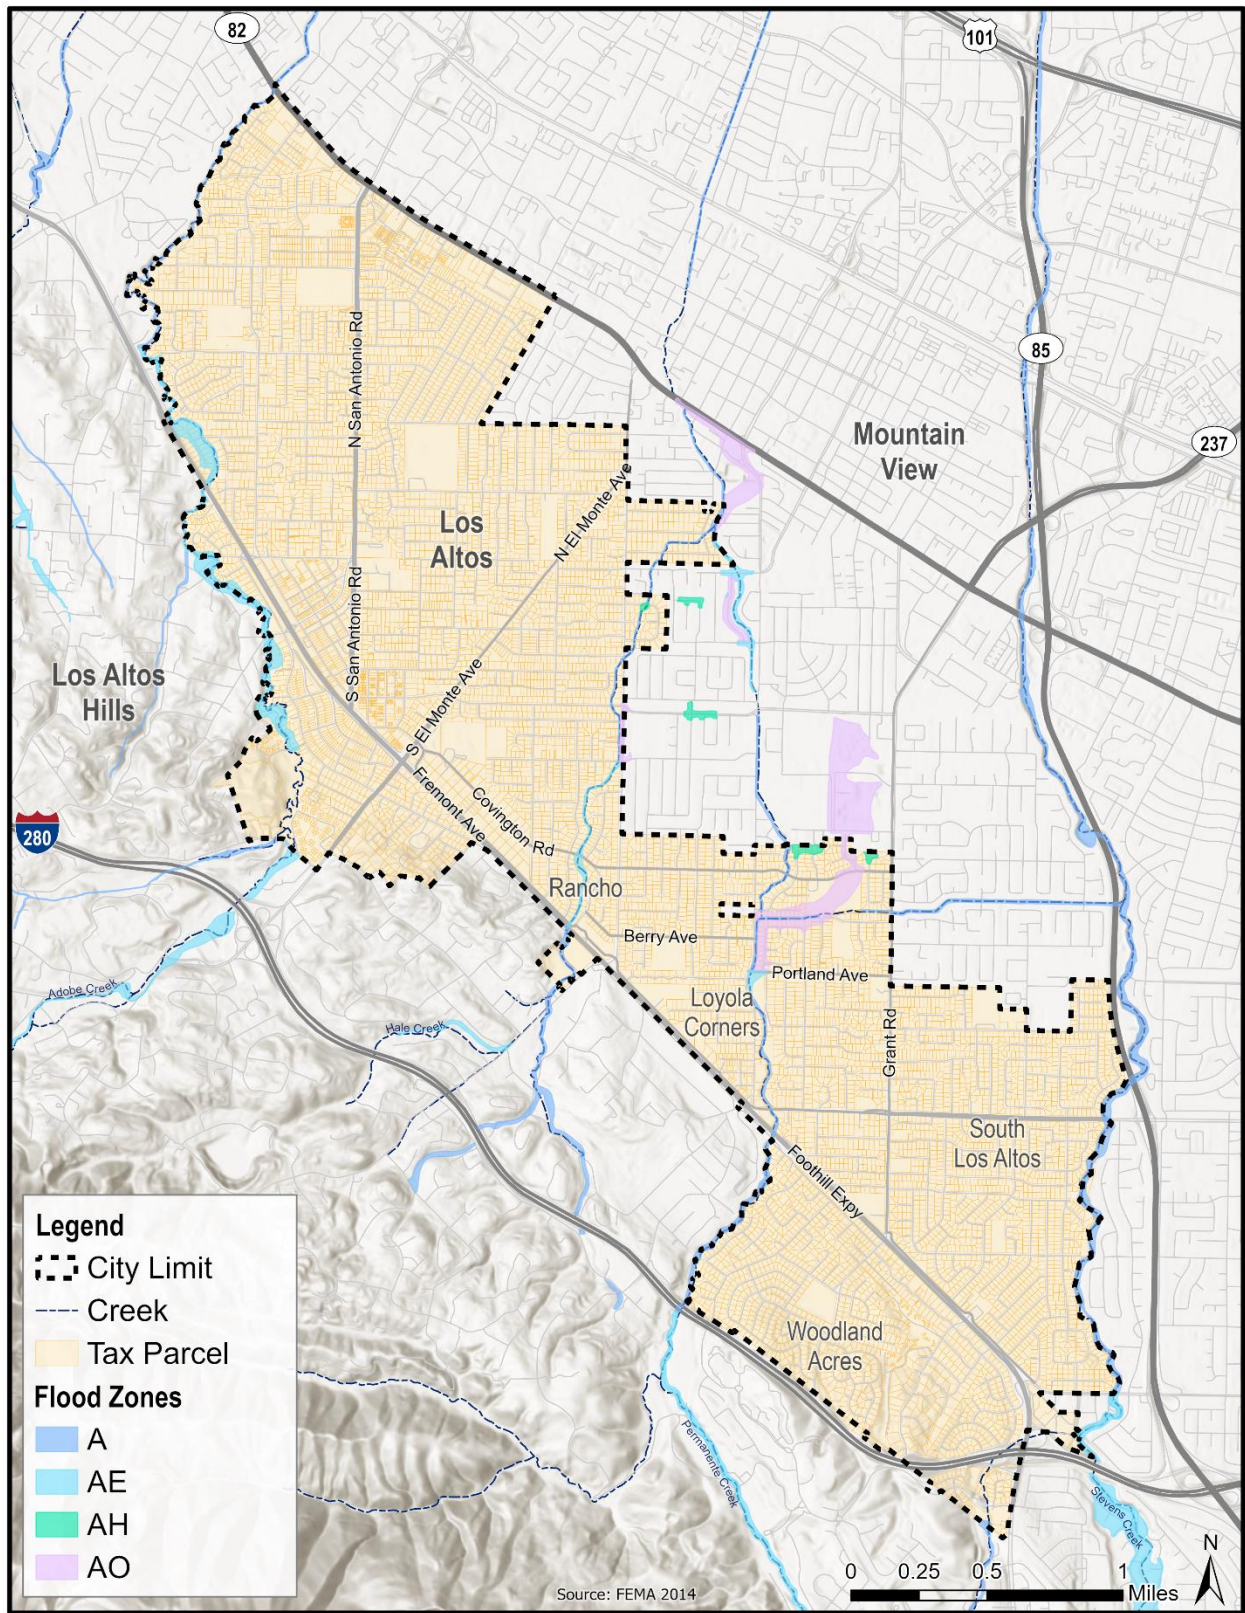 82
101
N San Antonio Rd
85
Mountain
View
237
Los
Altos
N El Monte Ave
S San Antonio Rd
S El Monte Ave
Los Altos
Hills
280
Fremont Ave
Covington Rd
Rancho
Berry Ave
Portland Ave
Loyola
Corners
Grant Rd
Adobe Creek
Hale Creek
South
Los Altos
Foothill Expy
Woodland
Acres
Permanente Creek
Stevens Creek
Legend
City Limit
Creek
Tax Parcel
Flood Zones
A
AE
AH
AO
Source: FEMA 2014
0 0.25 0.5 1
Miles
N